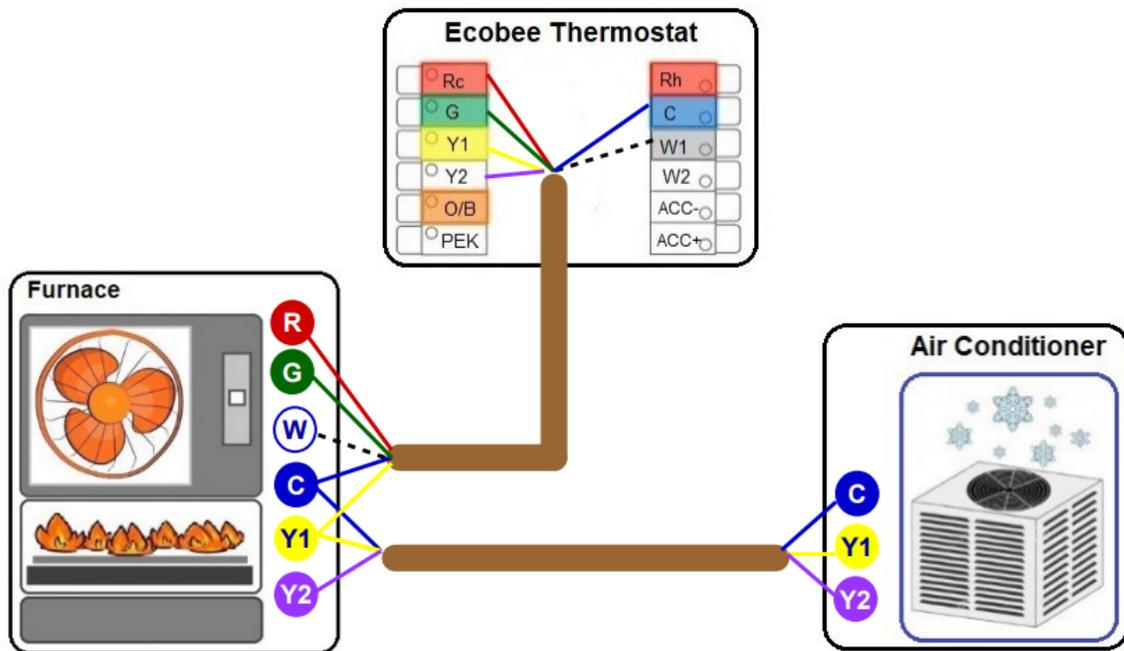 Ecobee Thermostat
Rc
G
Y1
Y2
O/B
PEK
Rh
C
W1
W2
ACC-
ACC+
Furnace
R
G
W
C
Y1
Y2
Air Conditioner
C
Y1
Y2